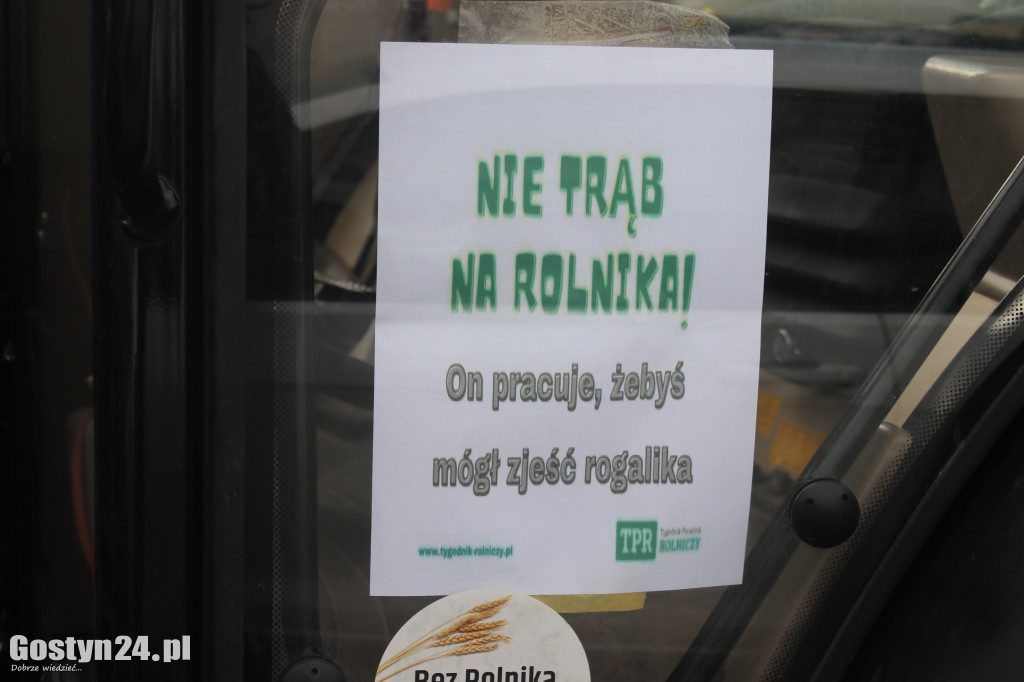 NIE TRĄB
NA ROLNIKA!
On pracuje, żebyś
mógł zjeść rogalika
www.tygodnik-rolniczy.pl
TPR
Tygodnik Poradnik
ROLNICZY
Bez Rolnika
Gostyn24.pl
Dobrze wiedzieć...